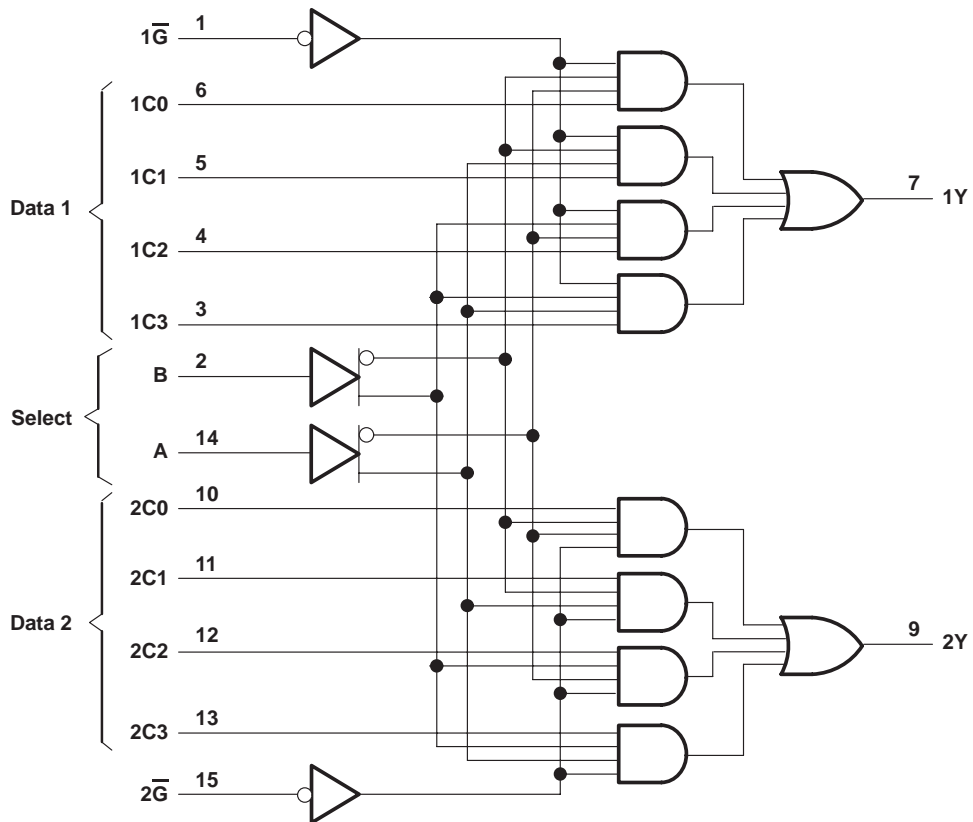 1G̅ 1
1C0 6
1C1 5
Data 1
1C2 4
1C3 3
7 1Y
B 2
Select
A 14
2C0 10
2C1 11
Data 2
2C2 12
2C3 13
9 2Y
2G̅ 15